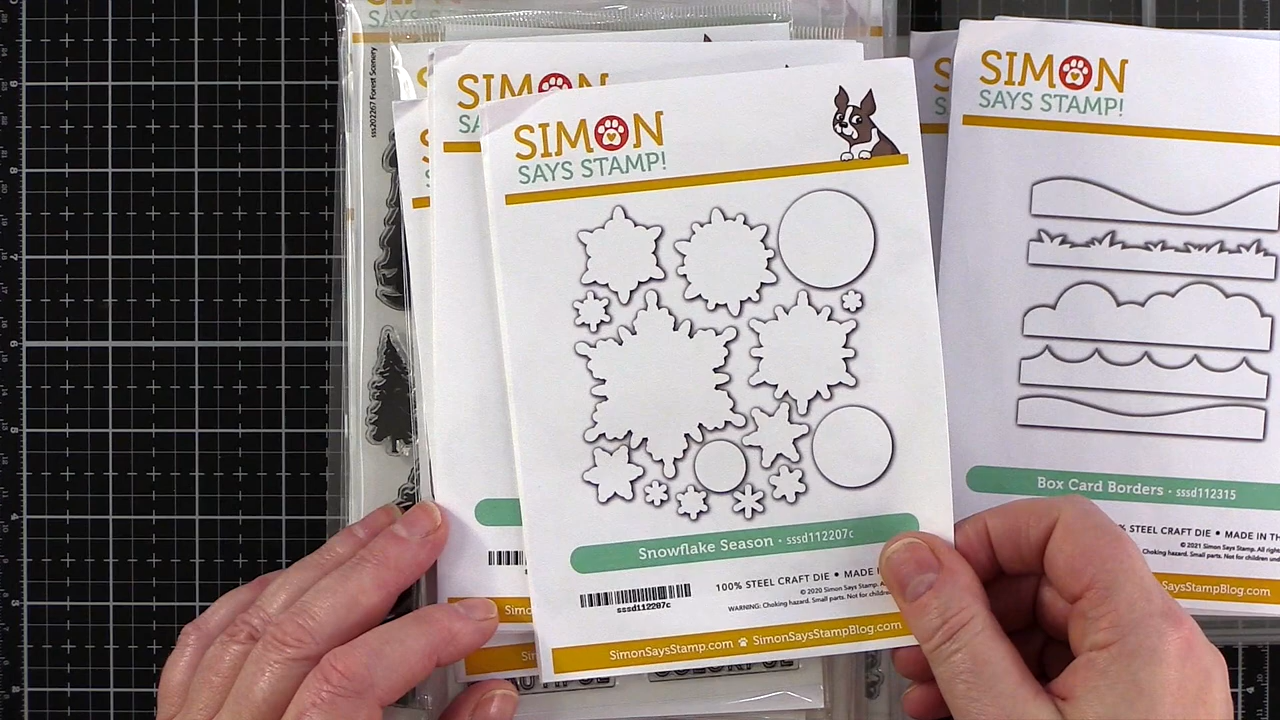 sss202267 Forest Scenery
SIMON
SIMON
SAYS STAMP!
SIMON
SAYS STAMP!
Box Card Borders • sssd112315
Snowflake Season • sssd112207c
100% STEEL CRAFT DIE • MADE IN
© 2020 Simon Says Stamp.
WARNING: Choking hazard. Small parts. Not for children
sssd112207c
SimonSaysStamp.com SimonSaysStampBlog.com
% STEEL CRAFT DIE • MADE IN TH
© 2021 Simon Says Stamp. All
Choking hazard. Small parts. Not for children
SaysStampBlog.com